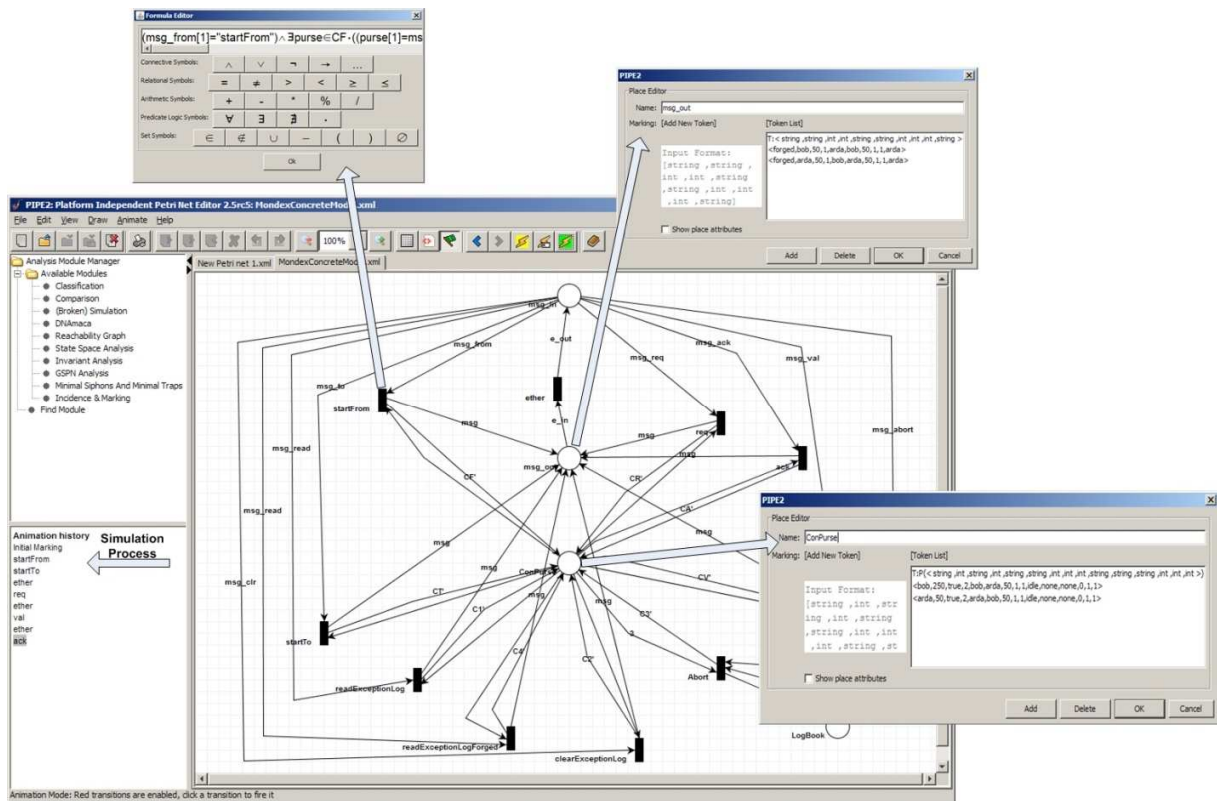 Formula Editor
(msg_from[1]="startFrom")∧∃purse∈CF·((purse[1]=ms
Connective Symbols: ∧ ∨ ¬ → ...
Relational Symbols: = ≠ > < ≥ ≤
Arithmetic Symbols: + - * % /
Predicate Logic Symbols: ∀ ∃ ∄ ·
Set Symbols: ∈ ∉ ∪ − ( ) ∅
Ok
PIPE2
Place Editor
Name: msg_out
Marking: [Add New Token] [Token List]
Input Format:
[string ,string ,
int ,int ,string
,string ,int ,int
,int ,string]
T:< string ,string ,int ,int ,string ,string ,int ,int ,int ,string >
<forged,bob,50,1,arda,bob,50,1,1,arda>
<forged,arda,50,1,bob,arda,50,1,1,arda>
Show place attributes
Add Delete OK Cancel
PIPE2: Platform Independent Petri Net Editor 2.5rc5: MondexConcreteMod
.xml
File Edit View Draw Animate Help
100%
Analysis Module Manager
Available Modules
Classification
Comparison
(Broken) Simulation
DNAmaca
Reachability Graph
State Space Analysis
Invariant Analysis
GSPN Analysis
Minimal Siphons And Minimal Traps
Incidence & Marking
Find Module
New Petri net 1.xml MondexConcreteMod .xml
msg_in
e_out
msg_from
msg_req
msg_ack
msg_val
msg_to
ether
startFrom
e_in
msg
msg
req
msg_abort
msg_read
msg
ack
msg_out
CF'
CR'
CA'
msg_read
msg
msg
msg_clr
ConPurse
msg
msg
CV'
CT'
C1'
C3'
3
startTo
C4
C2'
Abort
readExceptionLog
readExceptionLogForged
clearExceptionLog
LogBook
Animation history
Initial Marking
startFrom
startTo
ether
req
ether
val
ether
ack
Simulation
Process
PIPE2
Place Editor
Name: ConPurse
Marking: [Add New Token] [Token List]
Input Format:
[string ,int ,str
ing ,int ,string
,string ,int ,int
,int ,string ,st
T:P(< string ,int ,string ,int ,string ,string ,int ,int ,int ,string ,string ,string ,int ,int ,int >)
<bob,250,true,2,bob,arda,50,1,1,idle,none,none,0,1,1>
<arda,50,true,2,arda,bob,50,1,1,idle,none,none,0,1,1>
Show place attributes
Add Delete OK Cancel
Animation Mode: Red transitions are enabled, click a transition to fire it